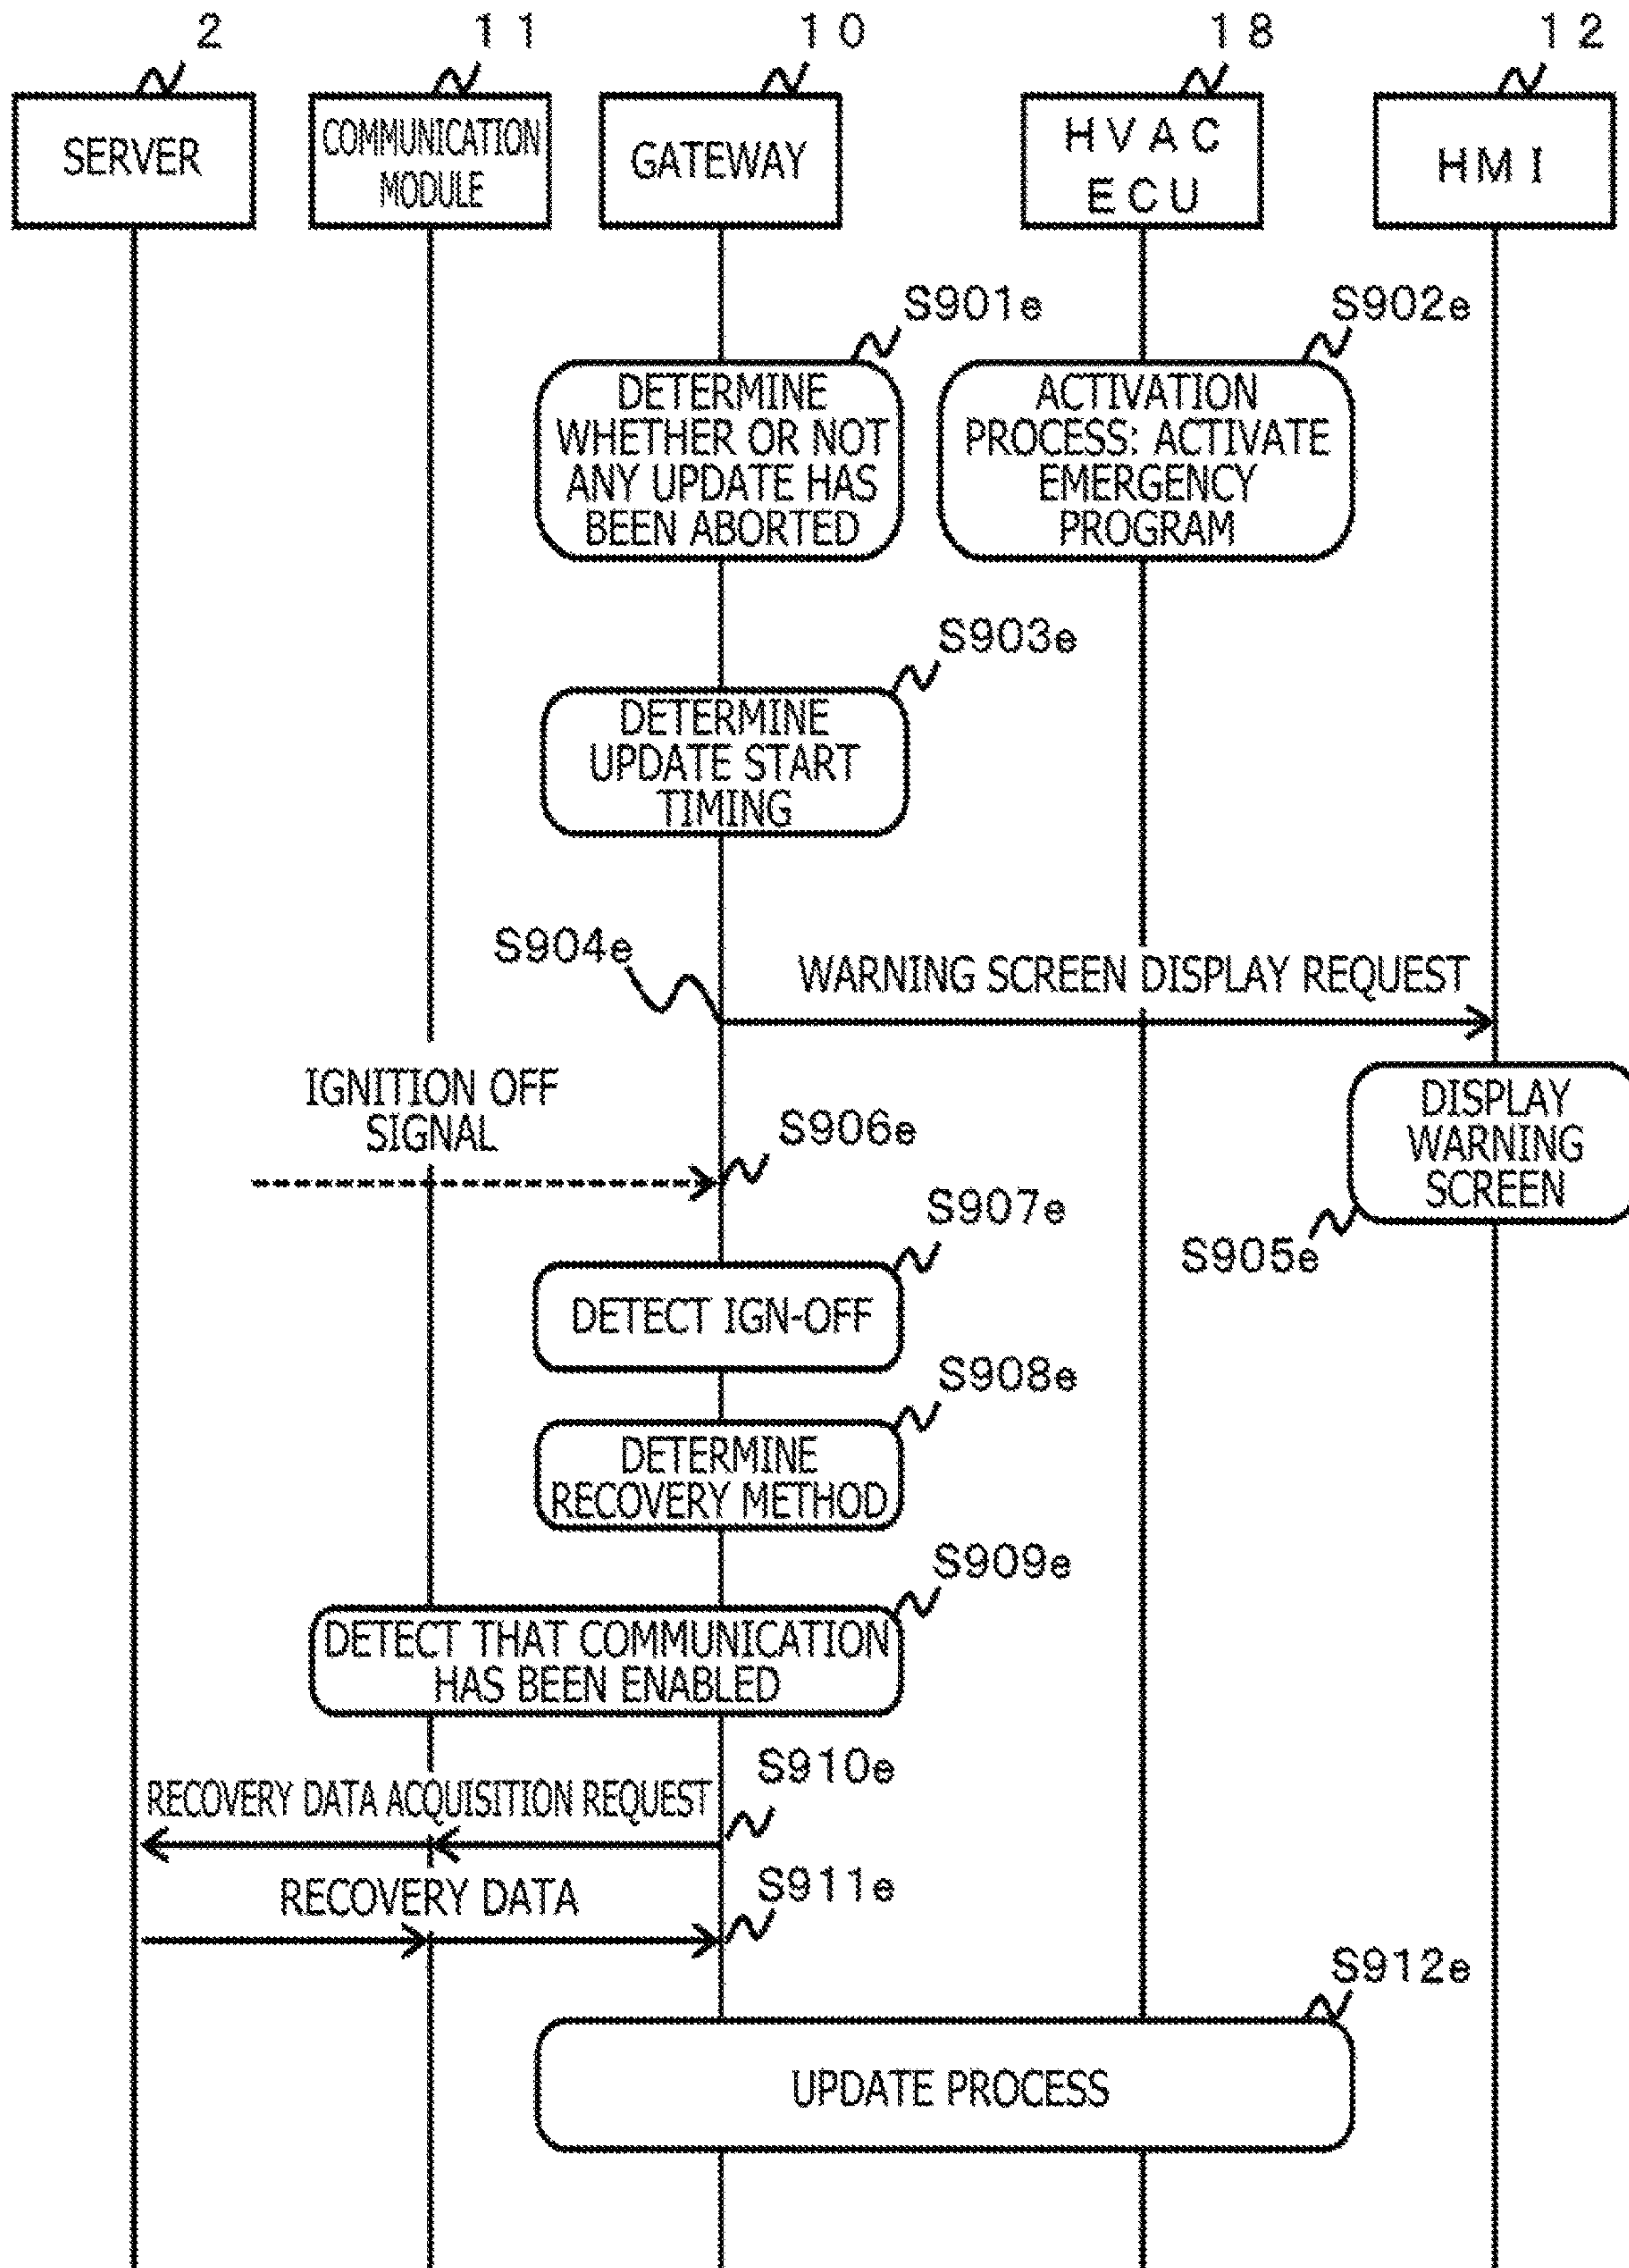 2
11
10
18
12
SERVER
COMMUNICATION
MODULE
GATEWAY
HVAC
ECU
HMI
S901e
S902e
DETERMINE
WHETHER OR NOT
ANY UPDATE HAS
BEEN ABORTED
ACTIVATION
PROCESS: ACTIVATE
EMERGENCY
PROGRAM
S903e
DETERMINE
UPDATE START
TIMING
S904e
WARNING SCREEN DISPLAY REQUEST
IGNITION OFF
SIGNAL
S906e
DISPLAY
WARNING
SCREEN
S905e
S907e
DETECT IGN-OFF
S908e
DETERMINE
RECOVERY METHOD
S909e
DETECT THAT COMMUNICATION
HAS BEEN ENABLED
S910e
RECOVERY DATA ACQUISITION REQUEST
S911e
RECOVERY DATA
S912e
UPDATE PROCESS